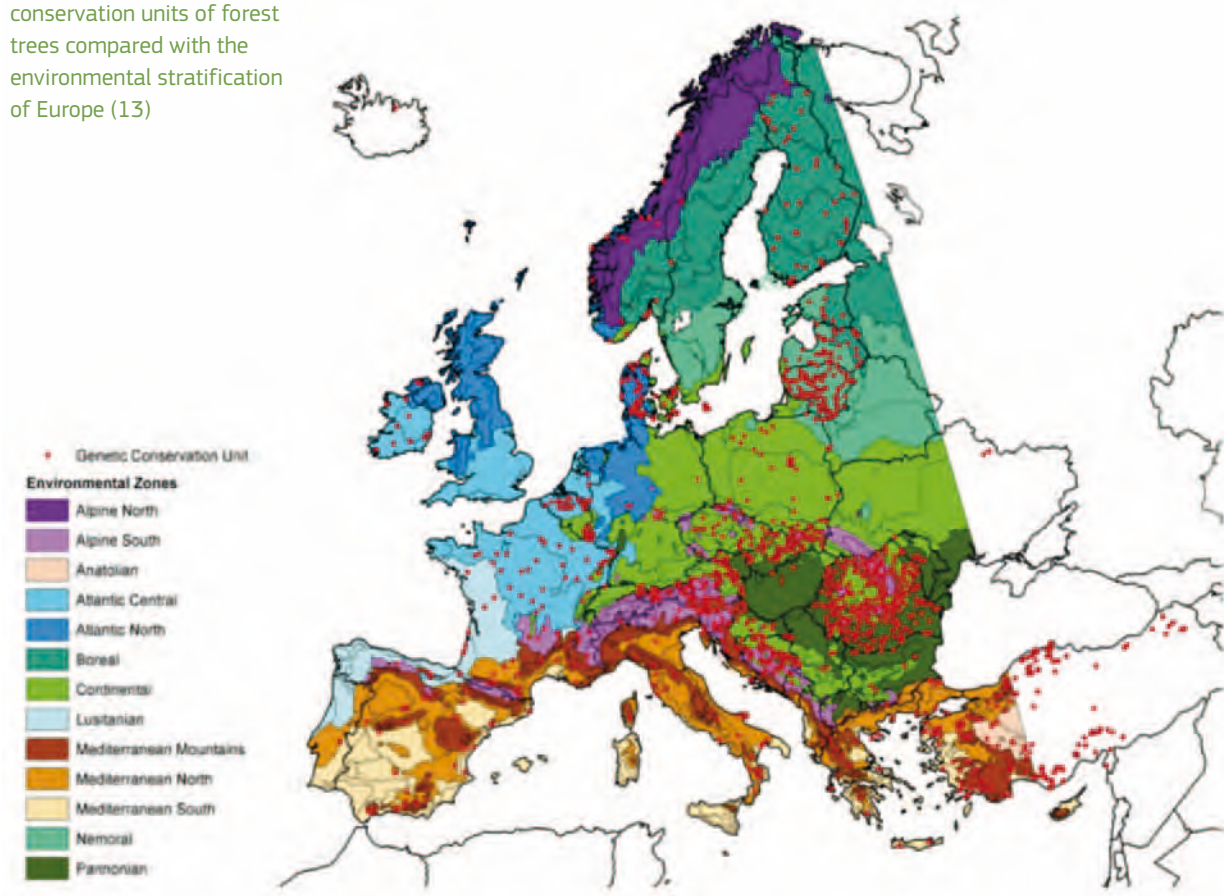 conservation units of forest
trees compared with the
environmental stratification
of Europe (13)
Genetic Conservation Unit
Environmental Zones
Alpine North
Alpine South
Anatolian
Atlantic Central
Atlantic North
Boreal
Continental
Lusitanian
Mediterranean Mountains
Mediterranean North
Mediterranean South
Nemoral
Pannonian